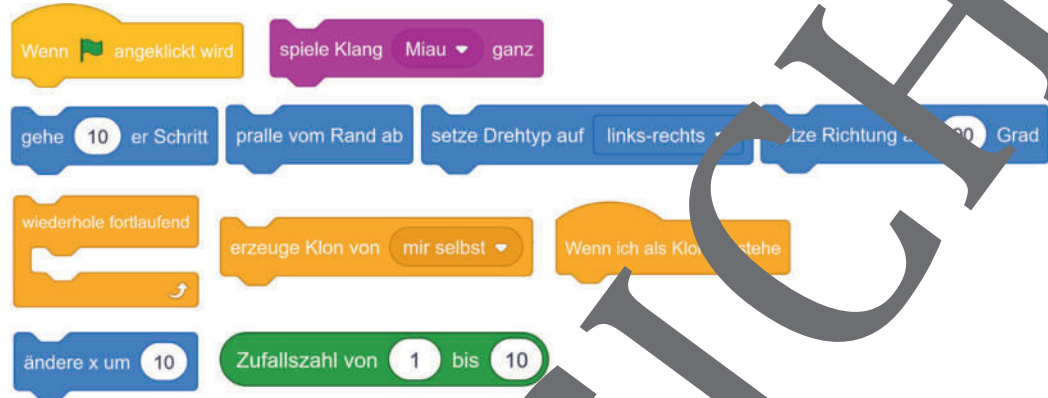 Wenn angeklickt wird
spiele Klang Miau ganz
gehe 10 er Schritt
pralle vom Rand ab
setze Drehtyp auf links-rechts
Richtung Grad
wiederhole fortlaufend
erzeuge Klon von mir selbst
Wenn ich als
ändere x um 10
Zufallszahl von 1 bis 10